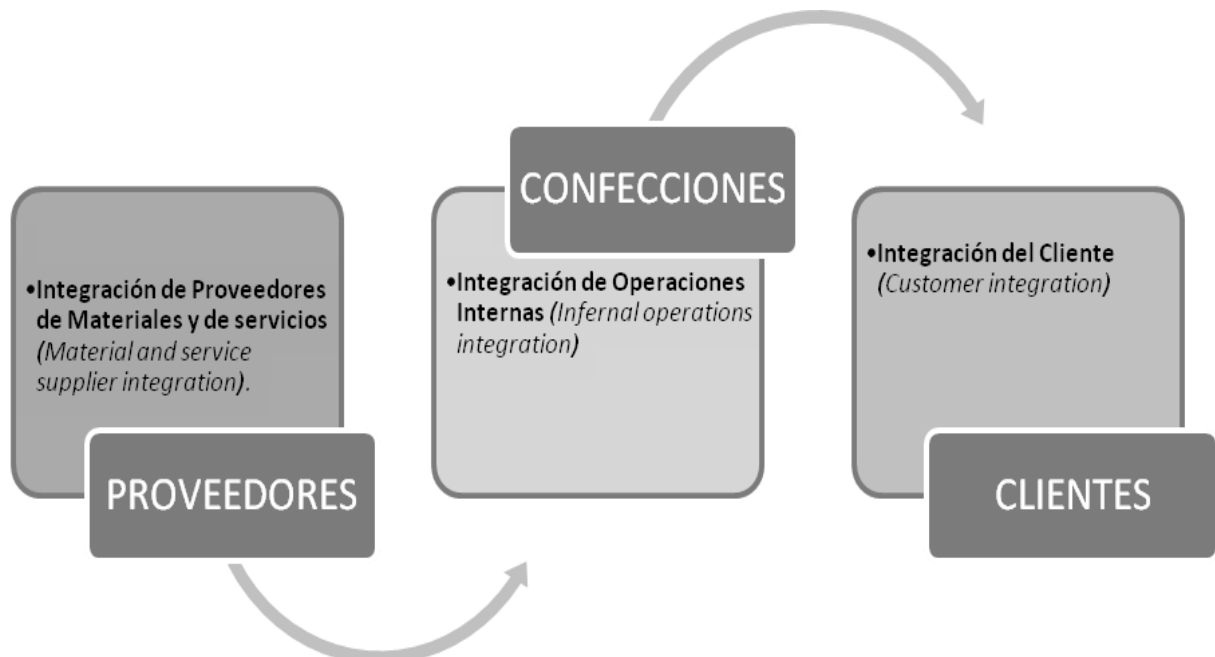 •Integración de Proveedores
de Materiales y de servicios
(Material and service
supplier integration).
PROVEEDORES
CONFECCIONES
•Integración de Operaciones
Internas (Infernal operations
integration)
•Integración del Cliente
(Customer integration)
CLIENTES